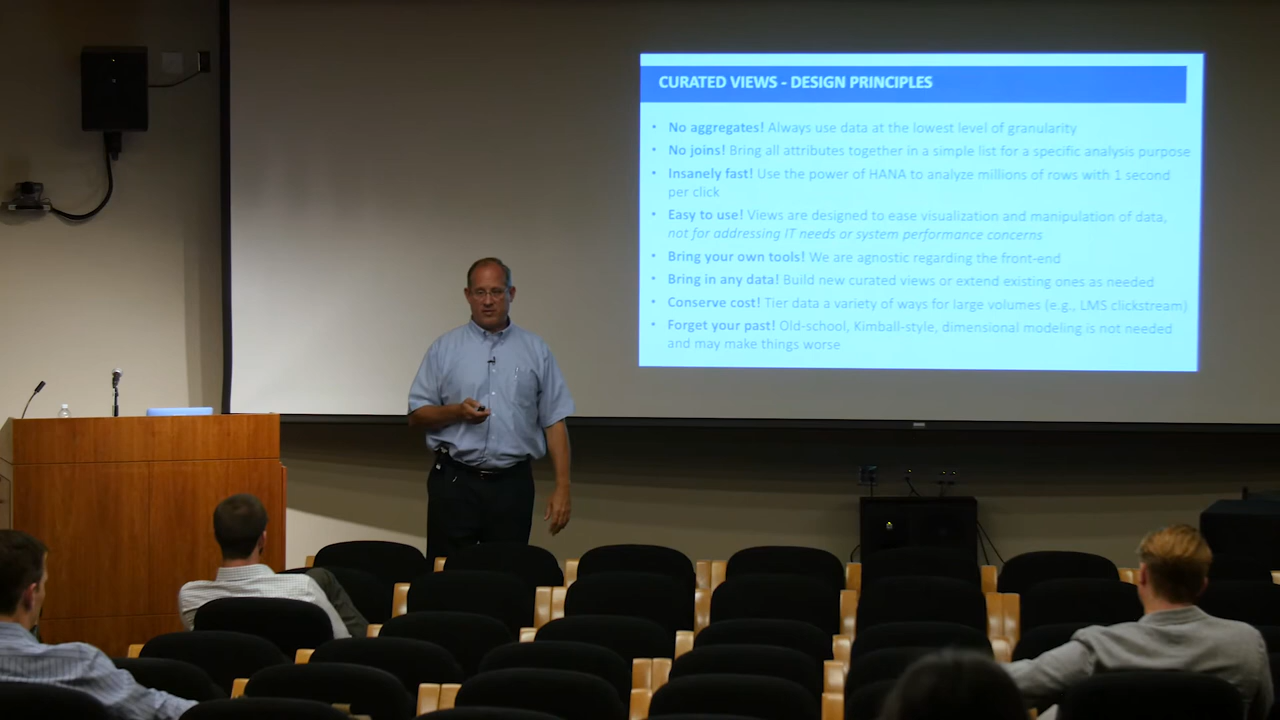 CURATED VIEWS - DESIGN PRINCIPLES
• No aggregates! Always use data at the lowest level of granularity
• No joins! Bring all attributes together in a simple list for a specific analysis purpose
• Insanely fast! Use the power of HANA to analyze millions of rows with 1 second
per click
• Easy to use! Views are designed to ease visualization and manipulation of data,
not for addressing IT needs or system performance concerns
• Bring your own tools! We are agnostic regarding the front-end
• Bring in any data! Build new curated views or extend existing ones as needed
• Conserve cost! Tier data a variety of ways for large volumes (e.g., LMS clickstream)
• Forget your past! Old-school, Kimball-style, dimensional modeling is not needed
and may make things worse